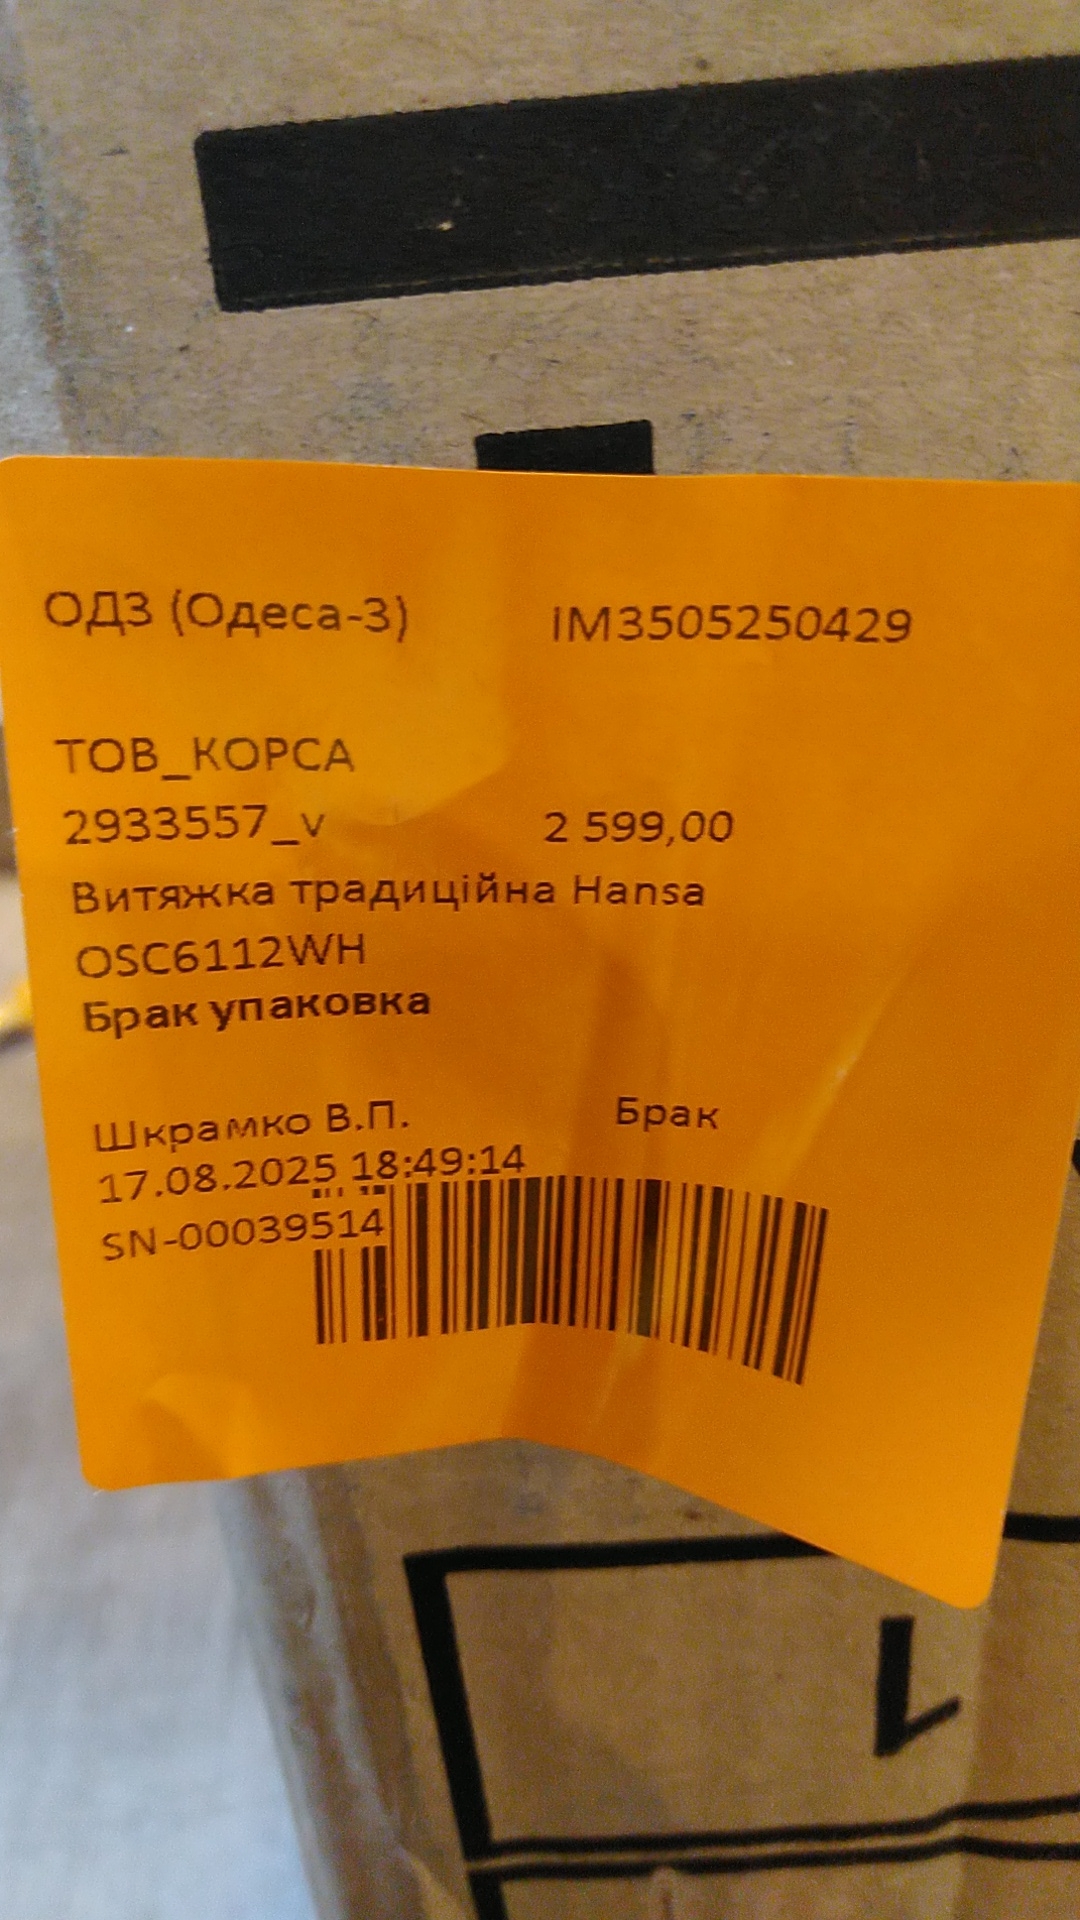 ОДЗ (Одеса-3) ІМ3505250429
ТОВ_КОРСА
2933557_v 2 599,00
Витяжка традиційна Hansa
OSC6112WH
Брак упаковка
Шкрамко В.П. Брак
17.08.2025 18:49:14
SN-00039514